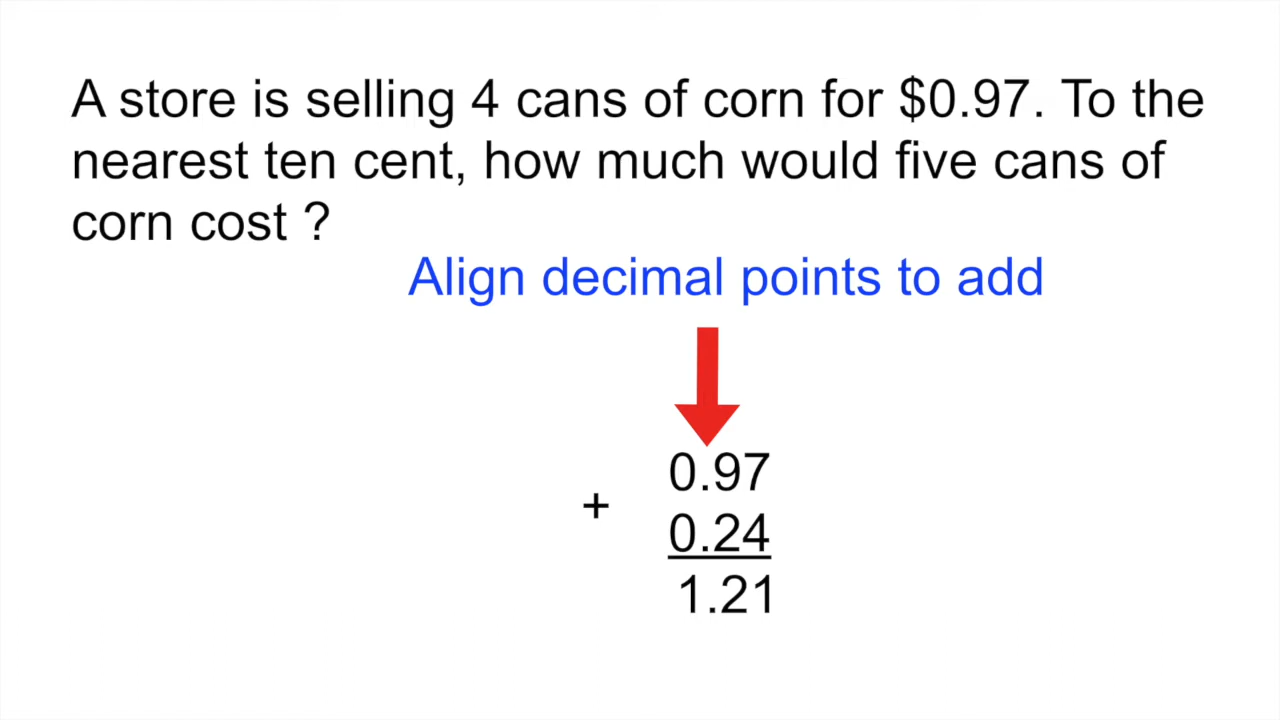 A store is selling 4 cans of corn for $0.97. To the
nearest ten cent, how much would five cans of
corn cost ?
Align decimal points to add
0.97
+
0.24
1.21